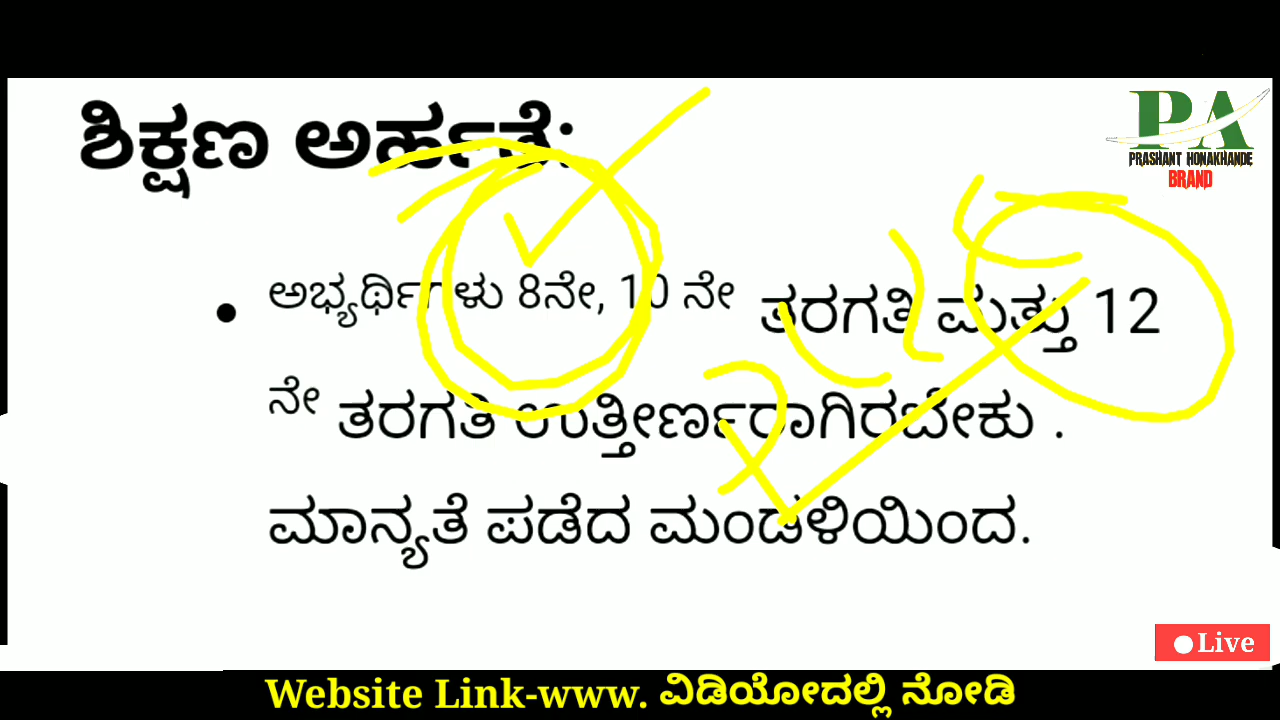 ಶಿಕ್ಷಣ ಅರ್ಹತೆ:
PA
PRASHANT HONAKHANDE
BRAND
• ಅಭ್ಯರ್ಥಿಗಳು 8ನೇ, 10 ನೇ ತರಗತಿ ಮತ್ತು 12
ನೇ ತರಗತಿ ಉತ್ತೀರ್ಣರಾಗಿರಬೇಕು .
ಮಾನ್ಯತೆ ಪಡೆದ ಮಂಡಳಿಯಿಂದ.
Live
Website Link-www. ವಿಡಿಯೋದಲ್ಲಿ ನೋಡಿ